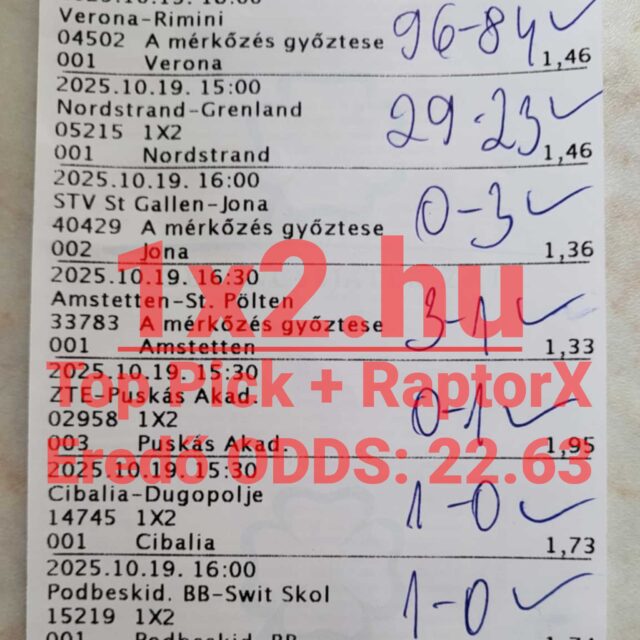 Verona-Rimini
04502 A mérkőzés győztese
96-84 ✓
001 Verona 1,46
2025.10.19. 15:00
Nordstrand-Grenland
05215 1X2
29-23 ✓
001 Nordstrand 1,46
2025.10.19. 16:00
STV St Gallen-Jona
40429 A mérkőzés győztese
0-3 ✓
002 Jona 1,36
1x2.hu
2025.10.19. 16:30
Amstetten-St. Pölten
33783 A mérkőzés győztese
3-1 ✓
001 Amstetten 1,33
Top Pick + RaptorX
2025.10.19. 15:30
ZTE-Puskás Akad.
02958 1X2
0-1 ✓
003 Puskás Akad. 1,95
Eredő ODDS: 22.63
2025.10.19. 15:30
Cibalia-Dugopolje
14745 1X2
1-0 ✓
001 Cibalia 1,73
2025.10.19. 16:00
Podbeskid. BB-Swit Skol
15219 1X2
1-0 ✓